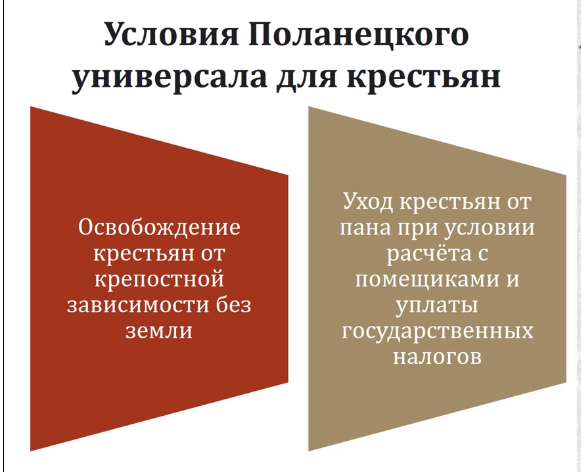 Условия Поланецкого
универсала для крестьян
Освобождение
крестьян от
крепостной
зависимости без
земли
Уход крестьян от
пана при условии
расчёта с
помещиками и
уплаты
государственных
налогов